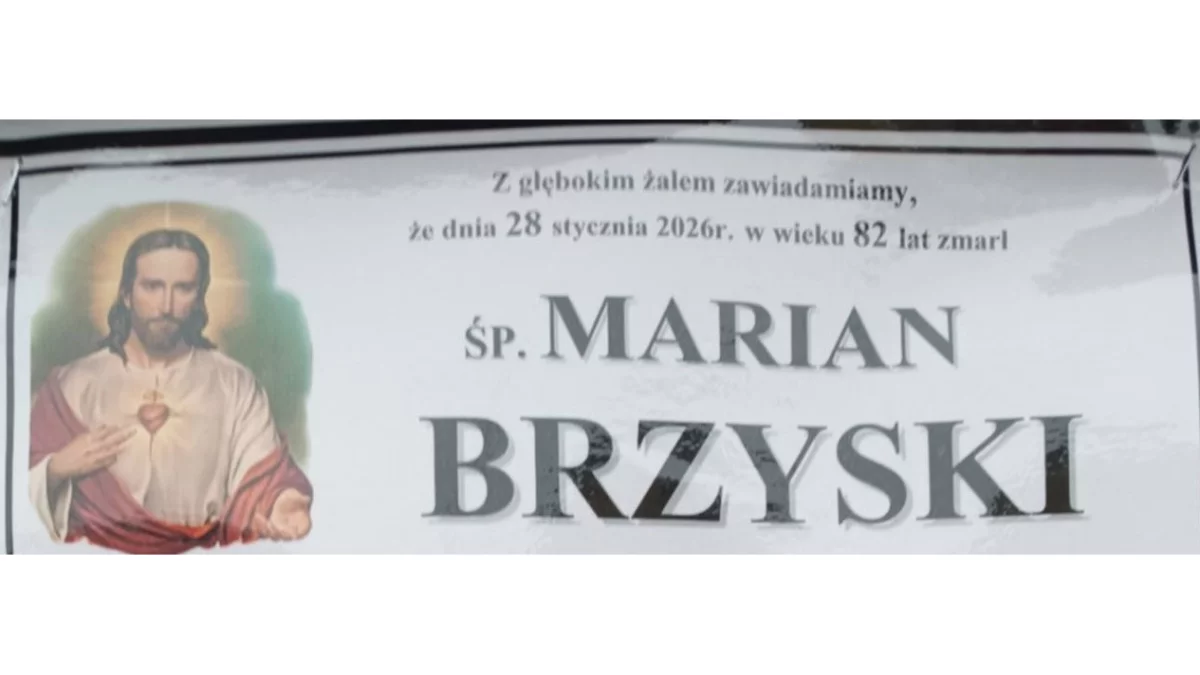 Z głębokim żalem zawiadamiamy,
że dnia 28 stycznia 2026r. w wieku 82 lat zmarł
ŚP. MARIAN
BRZYSKI